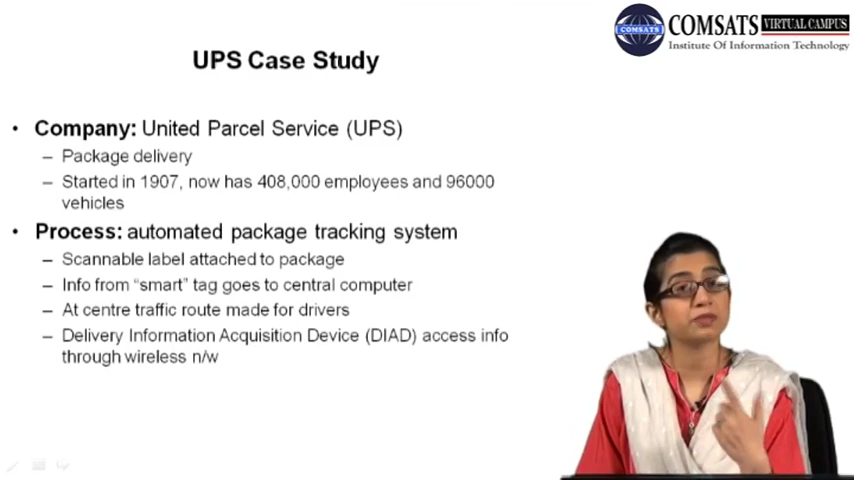 COMSATS VIRTUAL CAMPUS
COMSATS
Institute Of Information Technology
UPS Case Study
• Company: United Parcel Service (UPS)
– Package delivery
– Started in 1907, now has 408,000 employees and 96000
vehicles
• Process: automated package tracking system
– Scannable label attached to package
– Info from “smart” tag goes to central computer
– At centre traffic route made for drivers
– Delivery Information Acquisition Device (DIAD) access info
through wireless n/w